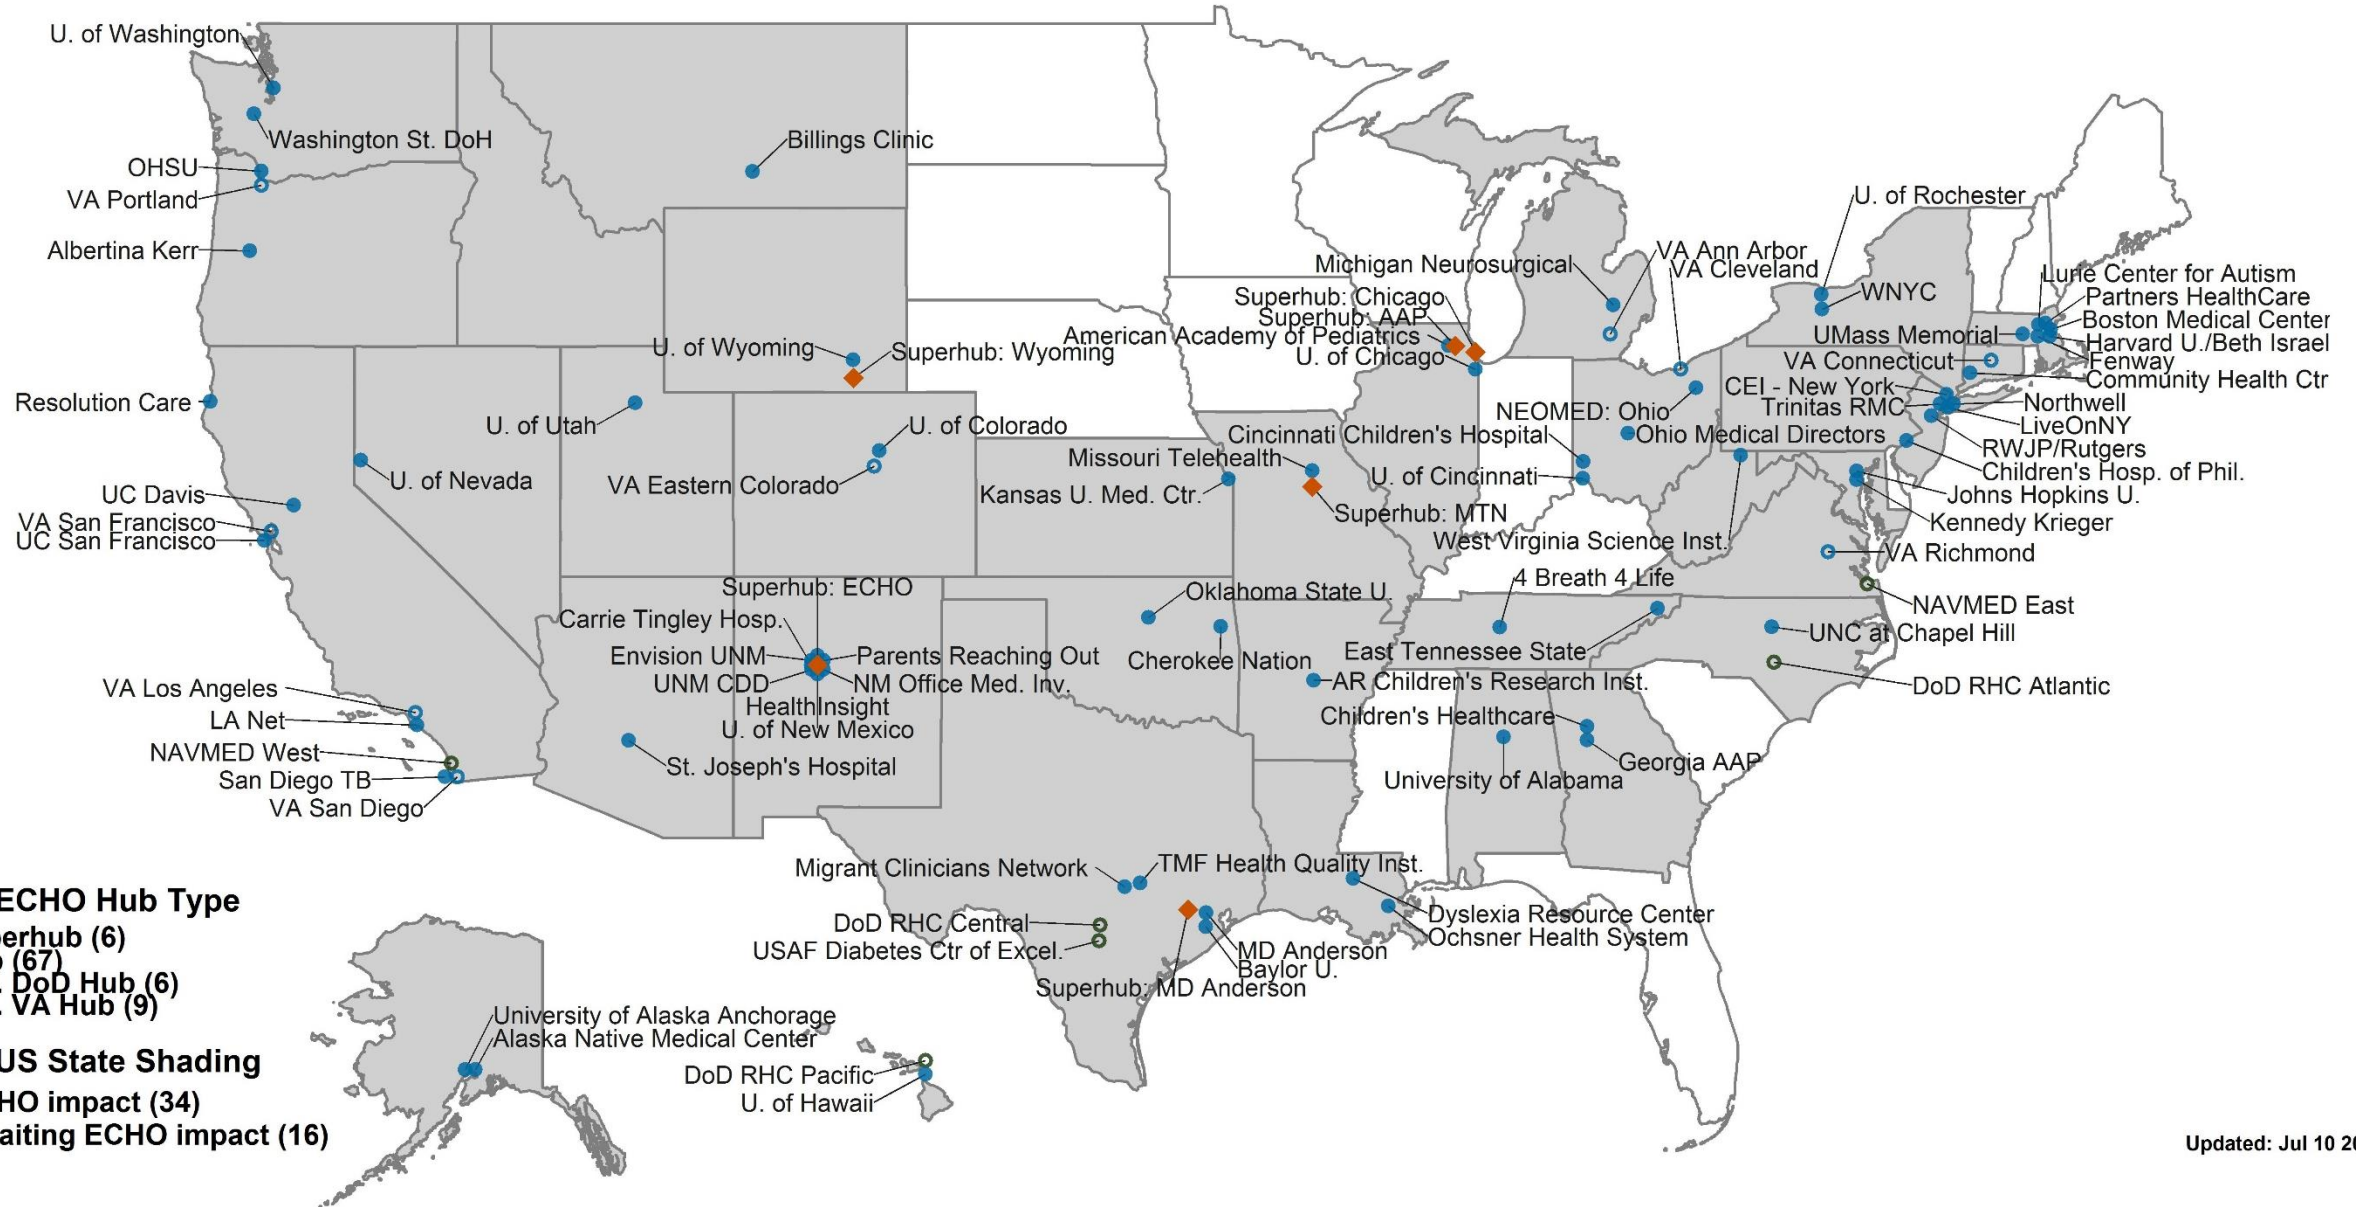 U. of Washington
Washington St. DoH
OHSU
VA Portland
Albertina Kerr
Billings Clinic
U. of Rochester
WNYC
VA Ann Arbor
VA Cleveland
Michigan Neurosurgical
Superhub: Chicago
Superhub: AAP
American Academy of Pediatrics
U. of Chicago
Lurie Center for Autism
Partners HealthCare
Boston Medical Center
UMass Memorial
Harvard U./Beth Israel
VA Connecticut
Fenway
Community Health Ctr
CEI - New York
Trinitas RMC
Northwell
LiveOnNY
RWJP/Rutgers
Children's Hosp. of Phil.
Johns Hopkins U.
Kennedy Krieger
U. of Wyoming
Superhub: Wyoming
Resolution Care
U. of Utah
U. of Colorado
VA Eastern Colorado
U. of Nevada
UC Davis
VA San Francisco
UC San Francisco
NEOMED: Ohio
Ohio Medical Directors
Cincinnati Children's Hospital
Missouri Telehealth
U. of Cincinnati
Kansas U. Med. Ctr.
Superhub: MTN
West Virginia Science Inst.
VA Richmond
NAVMED East
UNC at Chapel Hill
DoD RHC Atlantic
4 Breath 4 Life
East Tennessee State
Oklahoma State U.
Cherokee Nation
AR Children's Research Inst.
Children's Healthcare
Georgia AAP
University of Alabama
Superhub: ECHO
Carrie Tingley Hosp.
Envision UNM
Parents Reaching Out
UNM CDD
NM Office Med. Inv.
HealthInsight
U. of New Mexico
St. Joseph's Hospital
VA Los Angeles
LA Net
NAVMED West
San Diego TB
VA San Diego
Migrant Clinicians Network
TMF Health Quality Inst.
DoD RHC Central
USAF Diabetes Ctr of Excel.
MD Anderson
Baylor U.
Superhub: MD Anderson
Dyslexia Resource Center
Ochsner Health System
University of Alaska Anchorage
Alaska Native Medical Center
DoD RHC Pacific
U. of Hawaii
ECHO Hub Type
erhub (6)
(67)
DoD Hub (6)
VA Hub (9)
US State Shading
HO impact (34)
aiting ECHO impact (16)
Updated: Jul 10 20